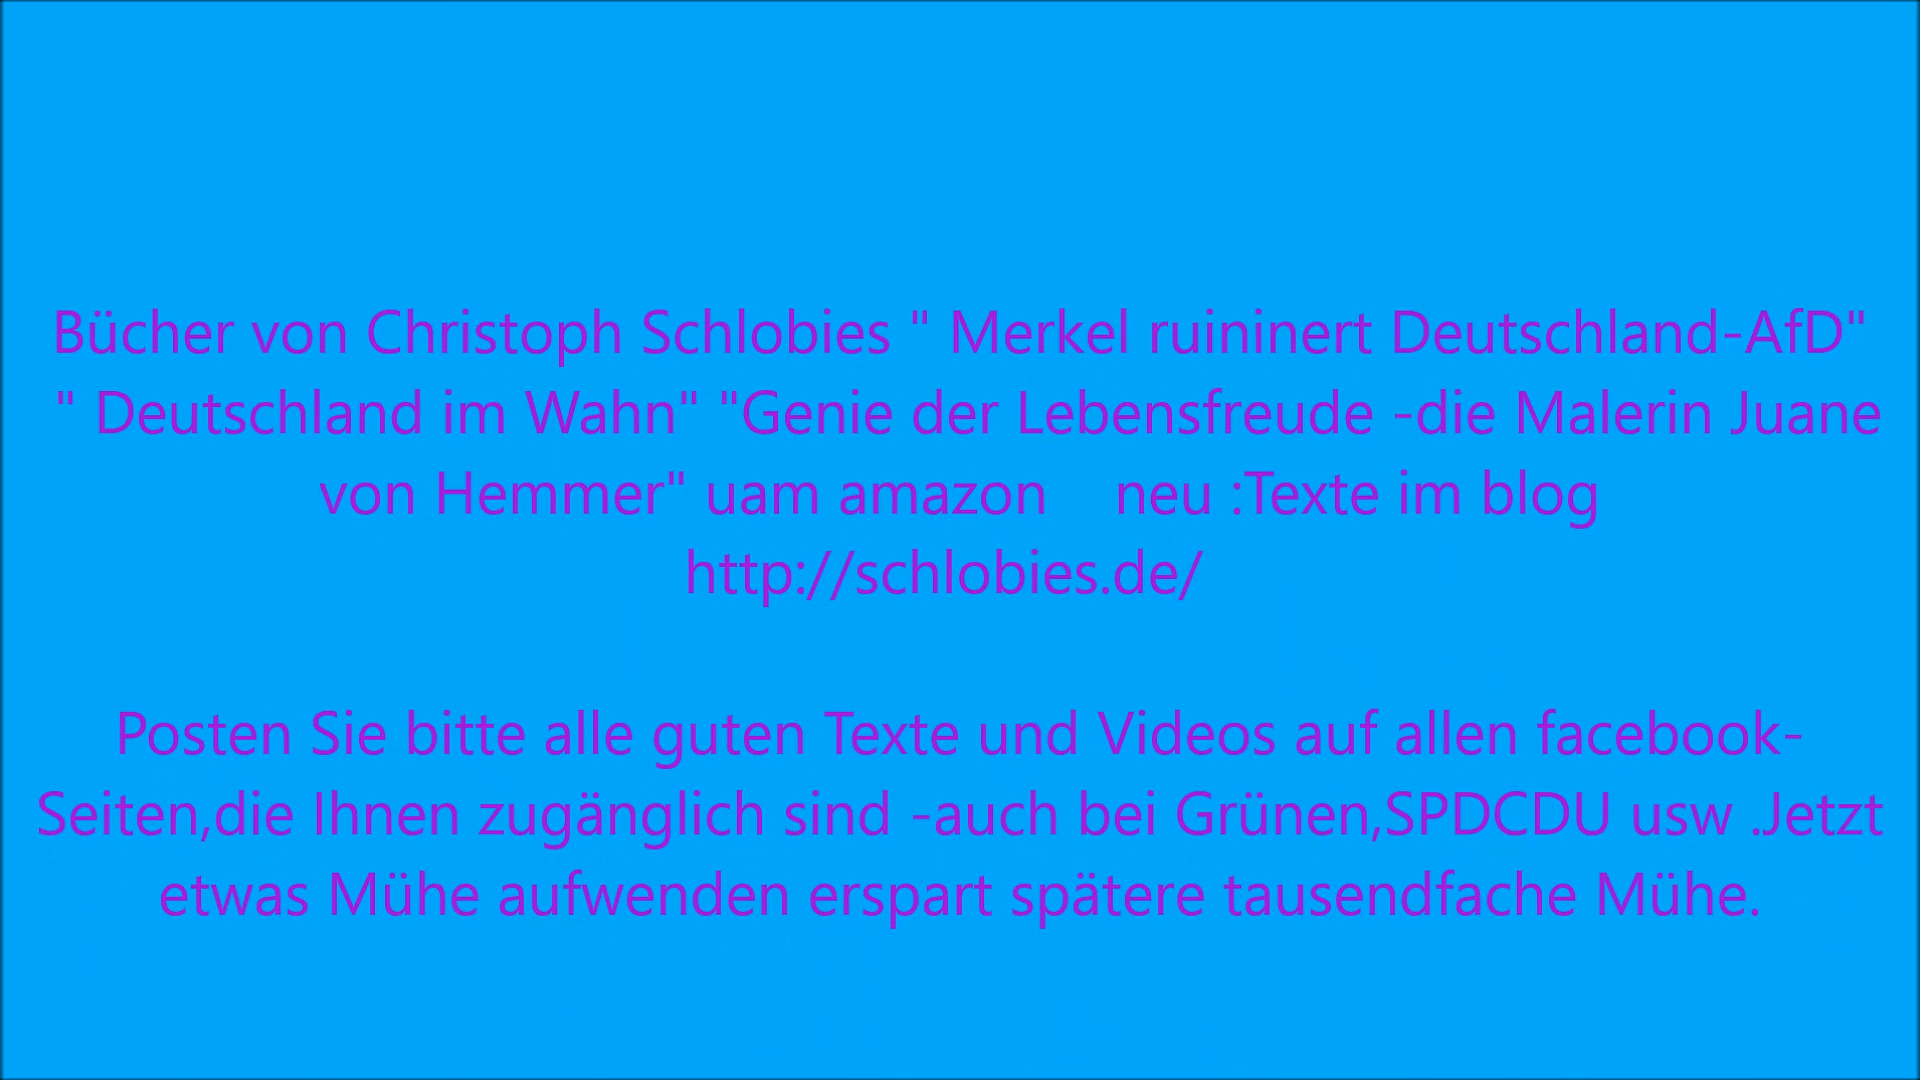 Bücher von Christoph Schlobies " Merkel ruininert Deutschland-AfD"
" Deutschland im Wahn" "Genie der Lebensfreude -die Malerin Juane
von Hemmer" uam amazon    neu :Texte im blog
http://schlobies.de/
Posten Sie bitte alle guten Texte und Videos auf allen facebook-
Seiten,die Ihnen zugänglich sind -auch bei Grünen,SPDCDU usw .Jetzt
etwas Mühe aufwenden erspart spätere tausendfache Mühe.